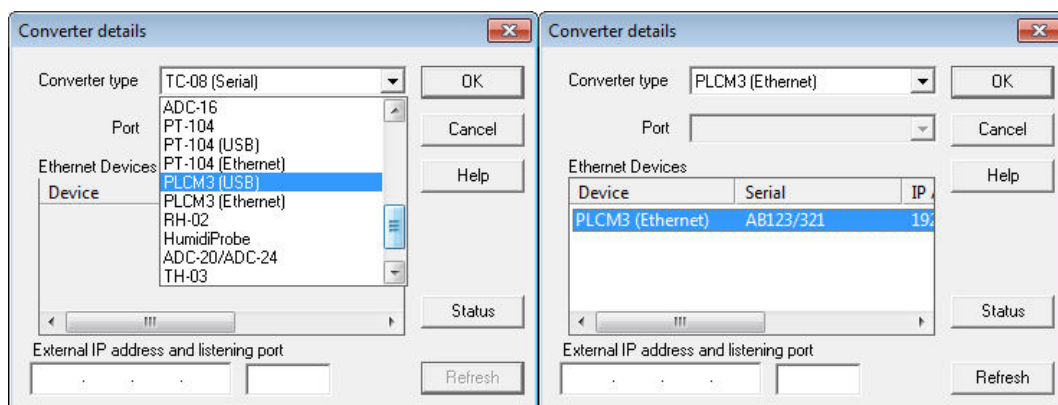 Converter details
Converter type TC-08 (Serial) OK
ADC-16
PT-104
Port PT-104 (USB) Cancel
Ethernet Devices PT-104 (Ethernet)
Device PLCM3 (USB) Help
PLCM3 (Ethernet)
RH-02
HumidiProbe
ADC-20/ADC-24
TH-03
Status
External IP address and listening port
Refresh
Converter details
Converter type PLCM3 (Ethernet) OK
Port Cancel
Ethernet Devices
Help
Device Serial IP
PLCM3 (Ethernet) AB123/321 192
Status
External IP address and listening port
Refresh